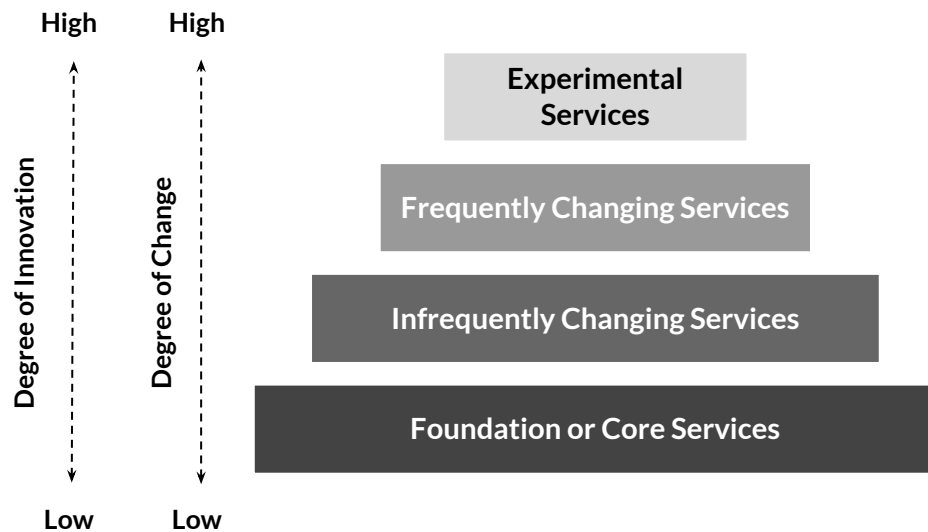 High
High
Experimental
Services
Frequently Changing Services
Infrequently Changing Services
Foundation or Core Services
Degree of Innovation
Degree of Change
Low
Low